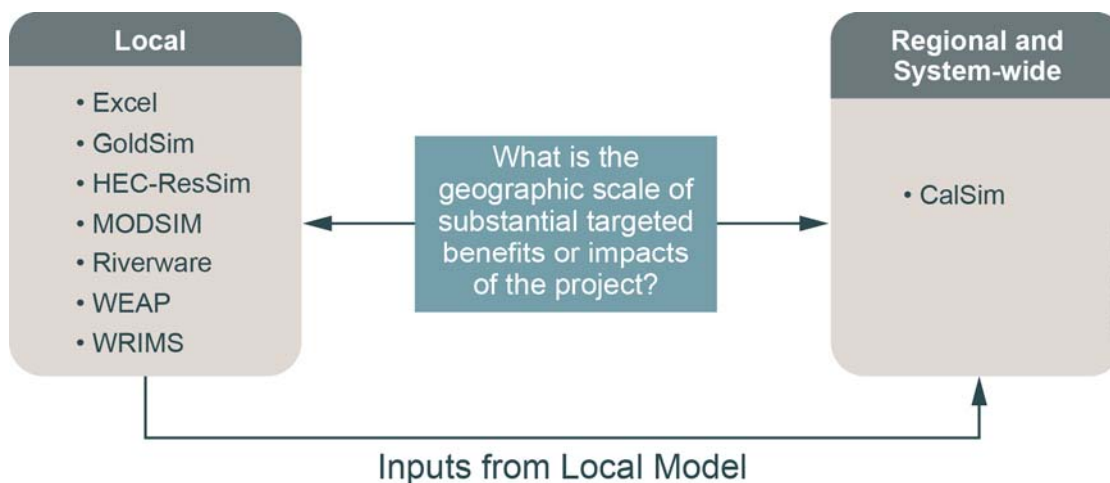 Local
• Excel
• GoldSim
• HEC-ResSim
• MODSIM
• Riverware
• WEAP
• WRIMS
What is the
geographic scale of
substantial targeted
benefits or impacts
of the project?
Regional and
System-wide
• CalSim
Inputs from Local Model